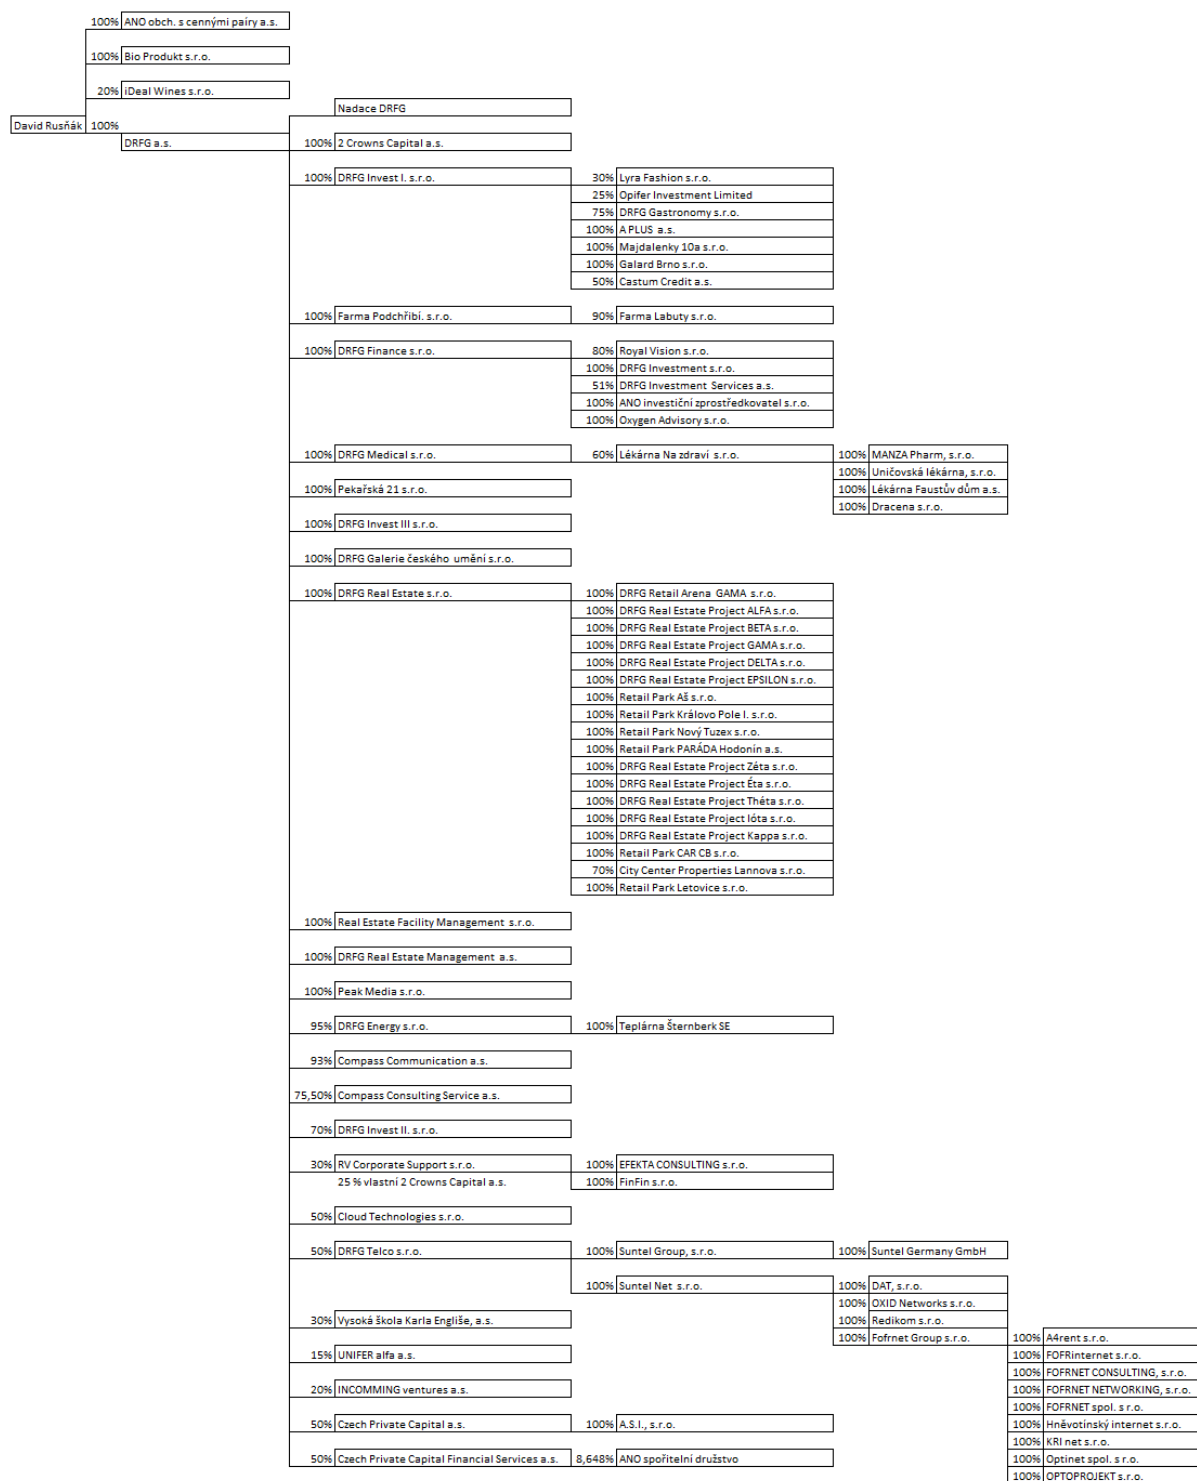 100% ANO obch. s cennými paíry a.s.
100% Bio Produkt s.r.o.
20% iDeal Wines s.r.o.
Nadace DRFG
David Rusňák 100%
DRFG a.s. 100% 2 Crowns Capital a.s.
100% DRFG Invest I. s.r.o. 30% Lyra Fashion s.r.o.
25% Opifer Investment Limited
75% DRFG Gastronomy s.r.o.
100% A PLUS a.s.
100% Majdalenky 10a s.r.o.
100% Galard Brno s.r.o.
50% Castum Credit a.s.
100% Farma Podchřibí. s.r.o. 90% Farma Labuty s.r.o.
100% DRFG Finance s.r.o. 80% Royal Vision s.r.o.
100% DRFG Investment s.r.o.
51% DRFG Investment Services a.s.
100% ANO investiční zprostředkovatel s.r.o.
100% Oxygen Advisory s.r.o.
100% DRFG Medical s.r.o. 60% Lékárna Na zdraví s.r.o. 100% MANZA Pharm, s.r.o.
100% Uničovská lékárna, s.r.o.
100% Pekařská 21 s.r.o. 100% Lékárna Faustův dům a.s.
100% Dracena s.r.o.
100% DRFG Invest III s.r.o.
100% DRFG Galerie českého umění s.r.o.
100% DRFG Real Estate s.r.o. 100% DRFG Retail Arena GAMA s.r.o.
100% DRFG Real Estate Project ALFA s.r.o.
100% DRFG Real Estate Project BETA s.r.o.
100% DRFG Real Estate Project GAMA s.r.o.
100% DRFG Real Estate Project DELTA s.r.o.
100% DRFG Real Estate Project EPSILON s.r.o.
100% Retail Park Aš s.r.o.
100% Retail Park Královo Pole I. s.r.o.
100% Retail Park Nový Tuzex s.r.o.
100% Retail Park PARÁDA Hodonín a.s.
100% DRFG Real Estate Project Zéta s.r.o.
100% DRFG Real Estate Project Éta s.r.o.
100% DRFG Real Estate Project Théta s.r.o.
100% DRFG Real Estate Project Ióta s.r.o.
100% DRFG Real Estate Project Kappa s.r.o.
100% Retail Park CAR CB s.r.o.
70% City Center Properties Lannova s.r.o.
100% Retail Park Letovice s.r.o.
100% Real Estate Facility Management s.r.o.
100% DRFG Real Estate Management a.s.
100% Peak Media s.r.o.
95% DRFG Energy s.r.o. 100% Teplárna Šternberk SE
93% Compass Communication a.s.
75,50% Compass Consulting Service a.s.
70% DRFG Invest II. s.r.o.
30% RV Corporate Support s.r.o. 100% EFEKTA CONSULTING s.r.o.
25 % vlastní 2 Crowns Capital a.s. 100% FinFin s.r.o.
50% Cloud Technologies s.r.o.
50% DRFG Telco s.r.o. 100% Suntel Group, s.r.o. 100% Suntel Germany GmbH
100% Suntel Net s.r.o. 100% DAT, s.r.o.
100% OXID Networks s.r.o.
30% Vysoká škola Karla Engliše, a.s. 100% Redikom s.r.o.
100% Fofrnet Group s.r.o. 100% A4rent s.r.o.
15% UNIFER alfa a.s. 100% FOFRinternet s.r.o.
100% FOFRNET CONSULTING, s.r.o.
20% INCOMMING ventures a.s. 100% FOFRNET NETWORKING, s.r.o.
100% FOFRNET spol. s r.o.
50% Czech Private Capital a.s. 100% A.S.I., s.r.o. 100% Hněvotínský internet s.r.o.
100% KRI net s.r.o.
50% Czech Private Capital Financial Services a.s. 8,648% ANO spořitelní družstvo 100% Optinet spol. s r.o.
100% OPTOPROJEKT s.r.o.